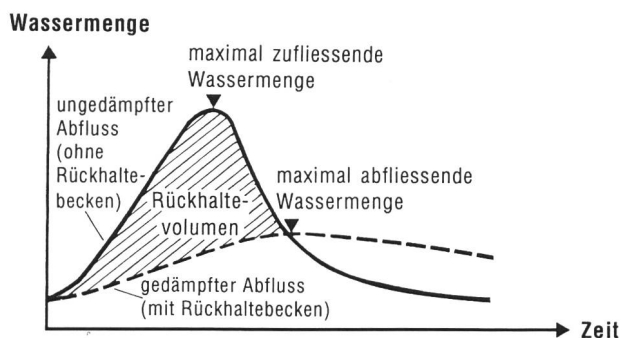 Wassermenge
maximal zufliessende
Wassermenge
ungedämpfter
Abfluss
(ohne
Rückhalte-
becken)
maximal abfliessende
Wassermenge
Rückhalte-
volumen
gedämpfter Abfluss
(mit Rückhaltebecken)
Zeit